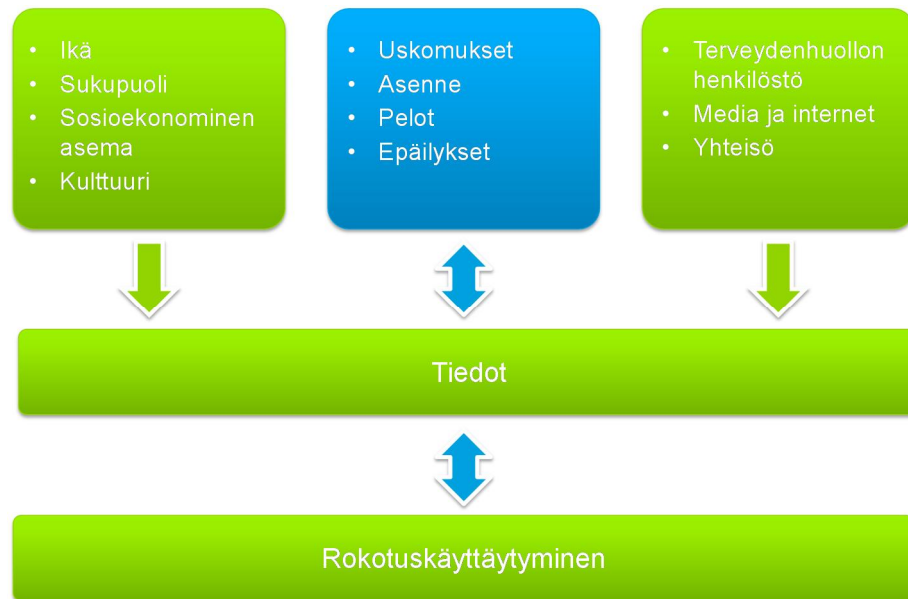 • Ikä
• Sukupuoli
• Sosioekonominen
asema
• Kulttuuri
• Uskomukset
• Asenne
• Pelot
• Epäilykset
• Terveydenhuollon
henkilöstö
• Media ja internet
• Yhteisö
Tiedot
Rokotuskäyttäytyminen